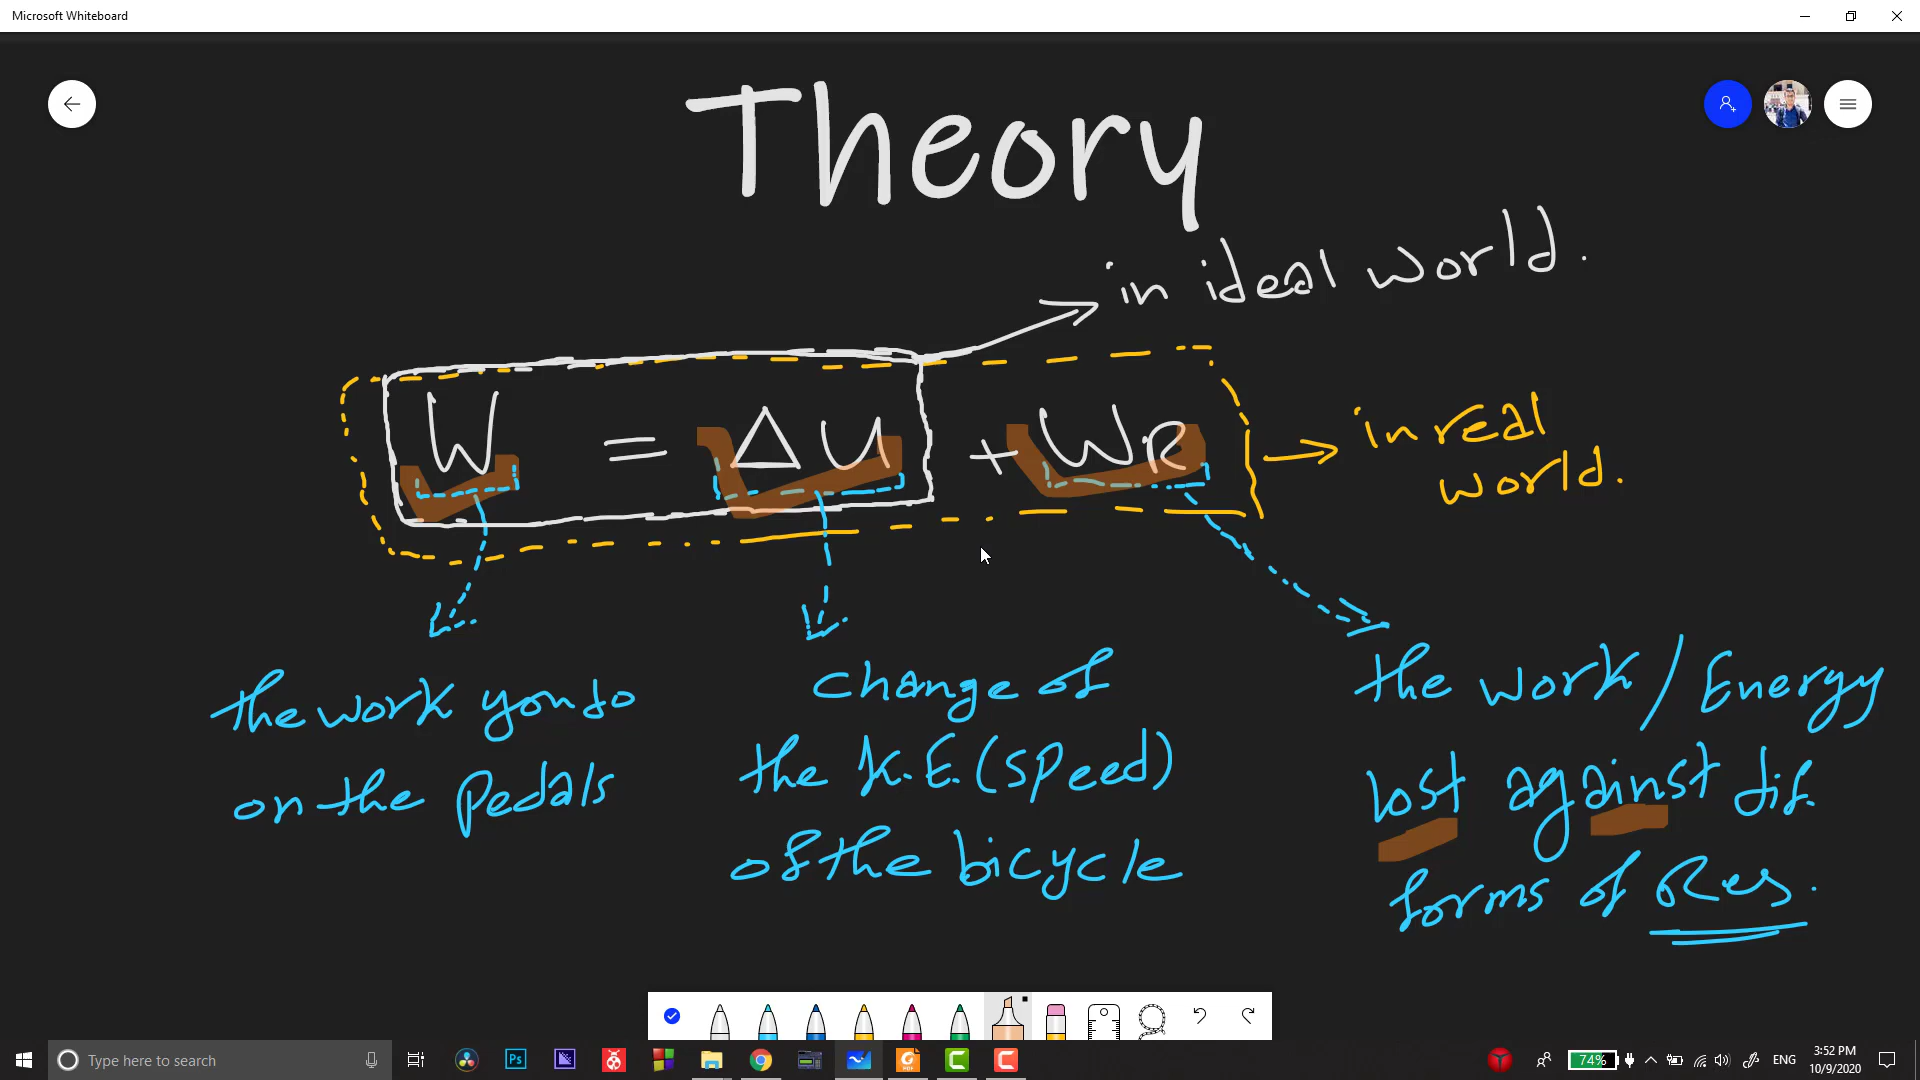 Microsoft Whiteboard
Theory
in ideal world.
W = ΔU + WR
in real
world.
the work you do
on the pedals
change of
the K.E. (speed)
of the bicycle
the work / Energy
lost against dif.
forms of Res.
Type here to search
Ps
74%
ENG
3:52 PM
10/9/2020